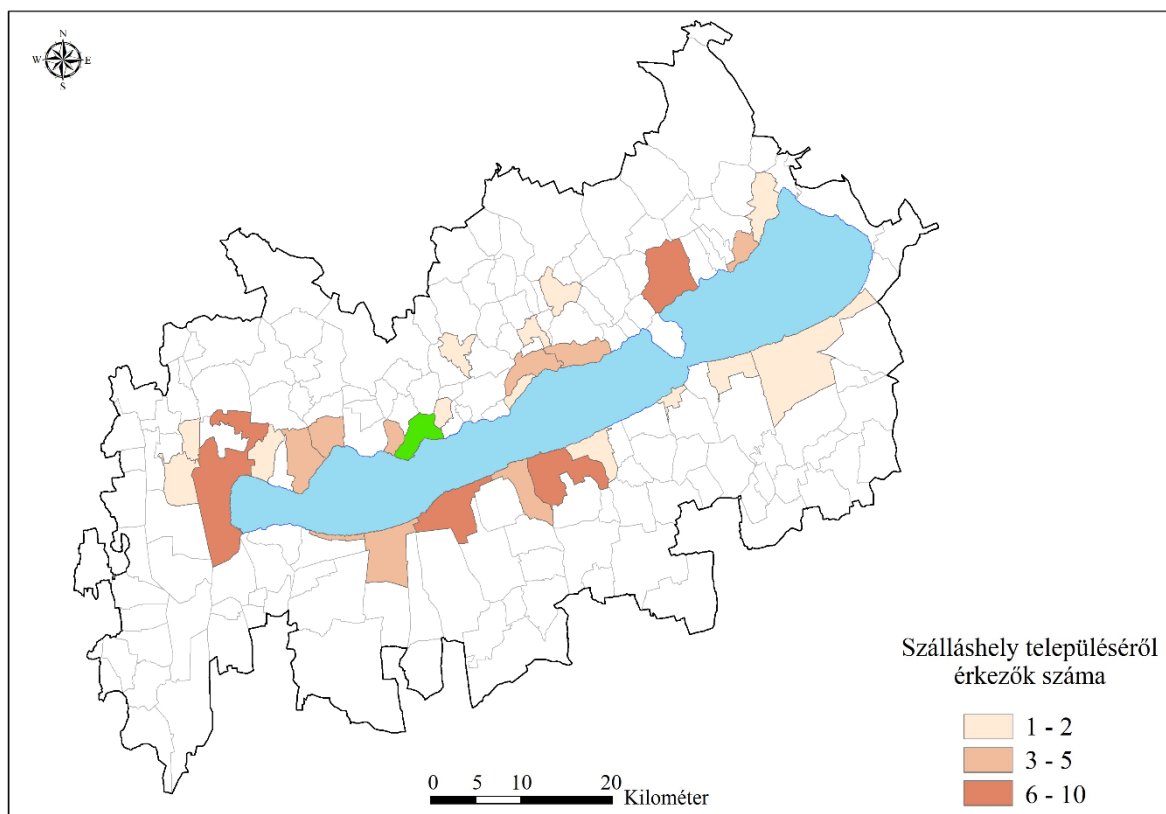 N
W E
S
Szálláshely településéről
érkezők száma
1 - 2
3 - 5
6 - 10
0 5 10 20
Kilométer